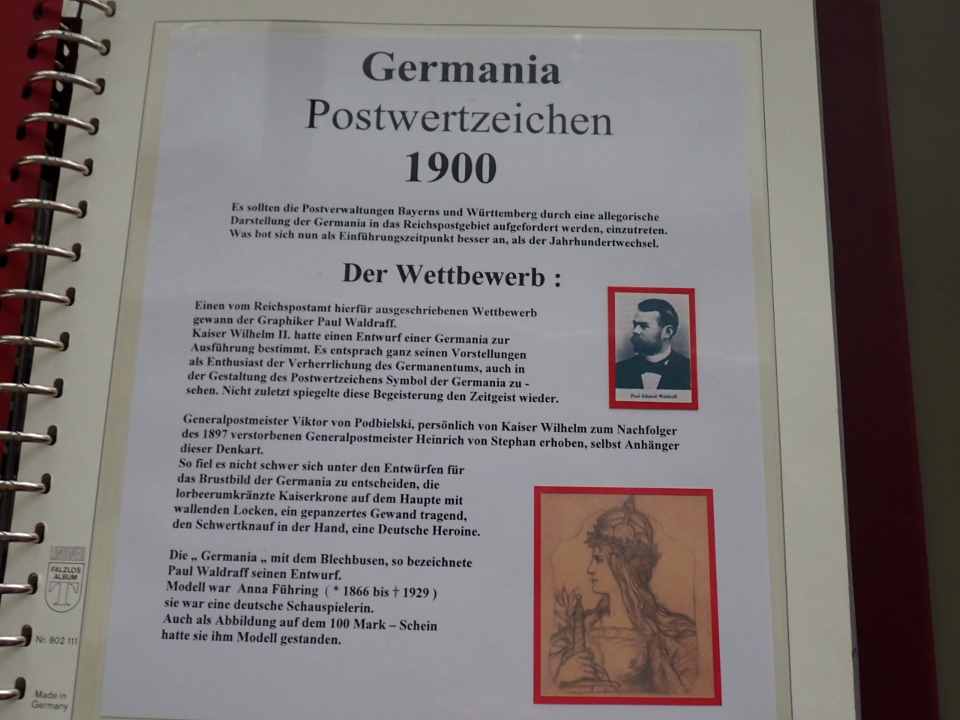 Germania
Postwertzeichen
1900
Es sollten die Postverwaltungen Bayerns und Württemberg durch eine allegorische
Darstellung der Germania in das Reichspostgebiet aufgefordert werden, einzutreten.
Was bot sich nun als Einführungszeitpunkt besser an, als der Jahrhundertwechsel.
Der Wettbewerb :
Einen vom Reichspostamt hierfür ausgeschriebenen Wettbewerb
gewann der Graphiker Paul Waldraff.
Kaiser Wilhelm II. hatte einen Entwurf einer Germania zur
Ausführung bestimmt. Es entsprach ganz seinen Vorstellungen
als Enthusiast der Verherrlichung des Germanentums, auch in
der Gestaltung des Postwertzeichens Symbol der Germania zu -
sehen. Nicht zuletzt spiegelte diese Begeisterung den Zeitgeist wieder.
Paul Eduard Waldraff
Generalpostmeister Viktor von Podbielski, persönlich von Kaiser Wilhelm zum Nachfolger
des 1897 verstorbenen Generalpostmeister Heinrich von Stephan erhoben, selbst Anhänger
dieser Denkart.
So fiel es nicht schwer sich unter den Entwürfen für
das Brustbild der Germania zu entscheiden, die
lorbeerumkränzte Kaiserkrone auf dem Haupte mit
wallenden Locken, ein gepanzertes Gewand tragend,
den Schwertknauf in der Hand, eine Deutsche Heroine.
Die „ Germania „ mit dem Blechbusen, so bezeichnete
Paul Waldraff seinen Entwurf.
Modell war Anna Führing ( * 1866 bis † 1929 )
sie war eine deutsche Schauspielerin.
Auch als Abbildung auf dem 100 Mark – Schein
hatte sie ihm Modell gestanden.
FALZLOS
ALBUM
T
Nr. 802 111
Made in
Germany